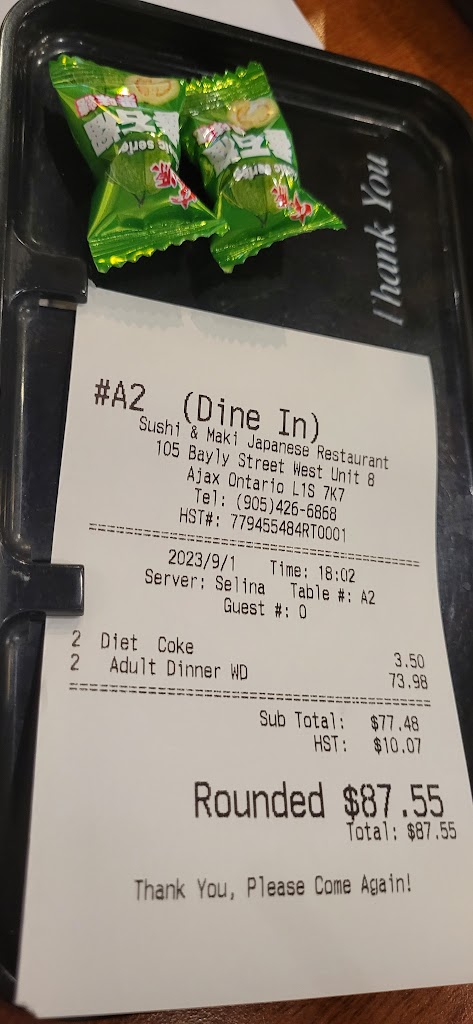 Thank You
#A2 (Dine In)
Sushi & Maki Japanese Restaurant
105 Bayly Street West Unit 8
Ajax Ontario L1S 7K7
Tel: (905)426-6868
HST#: 779455484RT0001
2023/9/1 Time: 18:02
Server: Selina Table #: A2
Guest #: 0
2 Diet Coke 3.50
2 Adult Dinner WD 73.98
Sub Total: $77.48
HST: $10.07
Rounded $87.55
Total: $87.55
Thank You, Please Come Again!